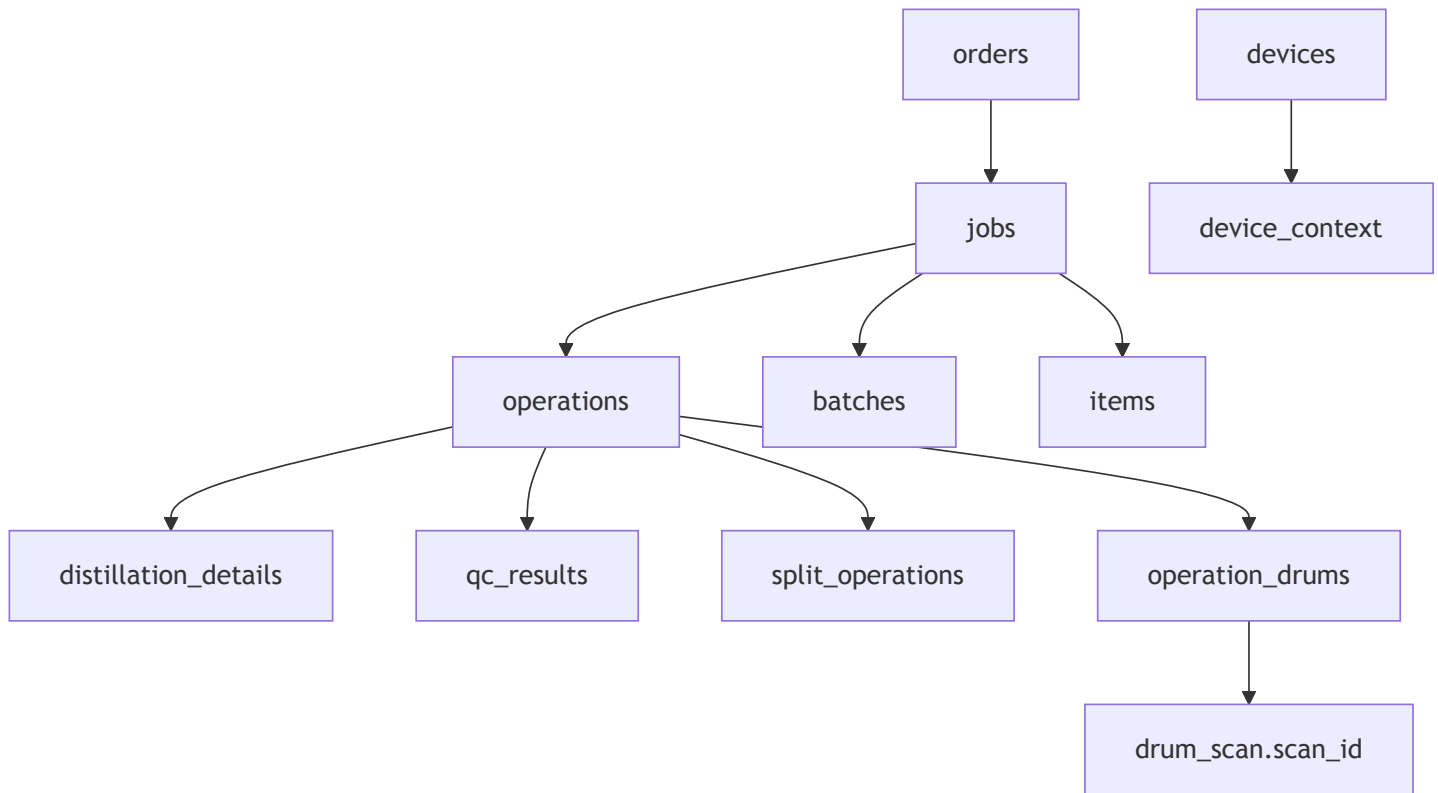 orders
devices
jobs
device_context
operations
batches
items
distillation_details
qc_results
split_operations
operation_drums
drum_scan.scan_id